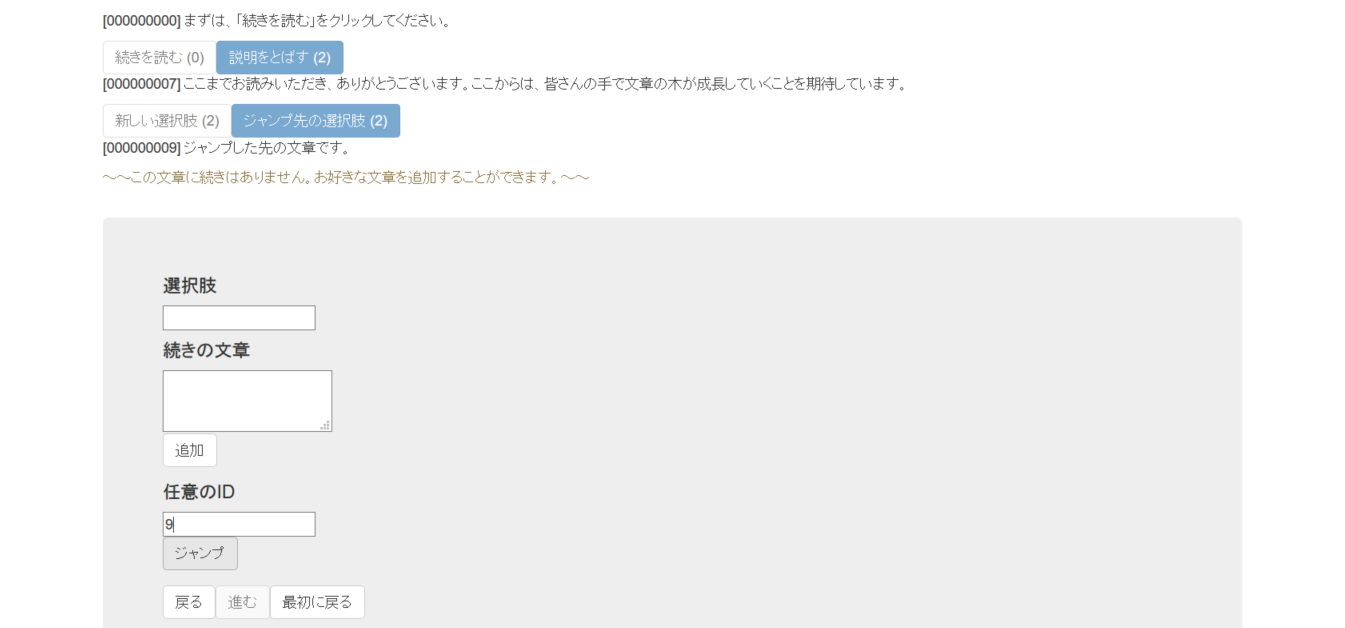 [000000000] まずは、「続きを読む」をクリックしてください。
続きを読む (0) 説明をとばす (2)
[000000007] ここまでお読みいただき、ありがとうございます。ここからは、皆さんの手で文章の木が成長していくことを期待しています。
新しい選択肢 (2) ジャンプ先の選択肢 (2)
[000000009] ジャンプした先の文章です。
～～この文章に続きはありません。お好きな文章を追加することができます。～～
選択肢
続きの文章
追加
任意のID
9
ジャンプ
戻る 進む 最初に戻る